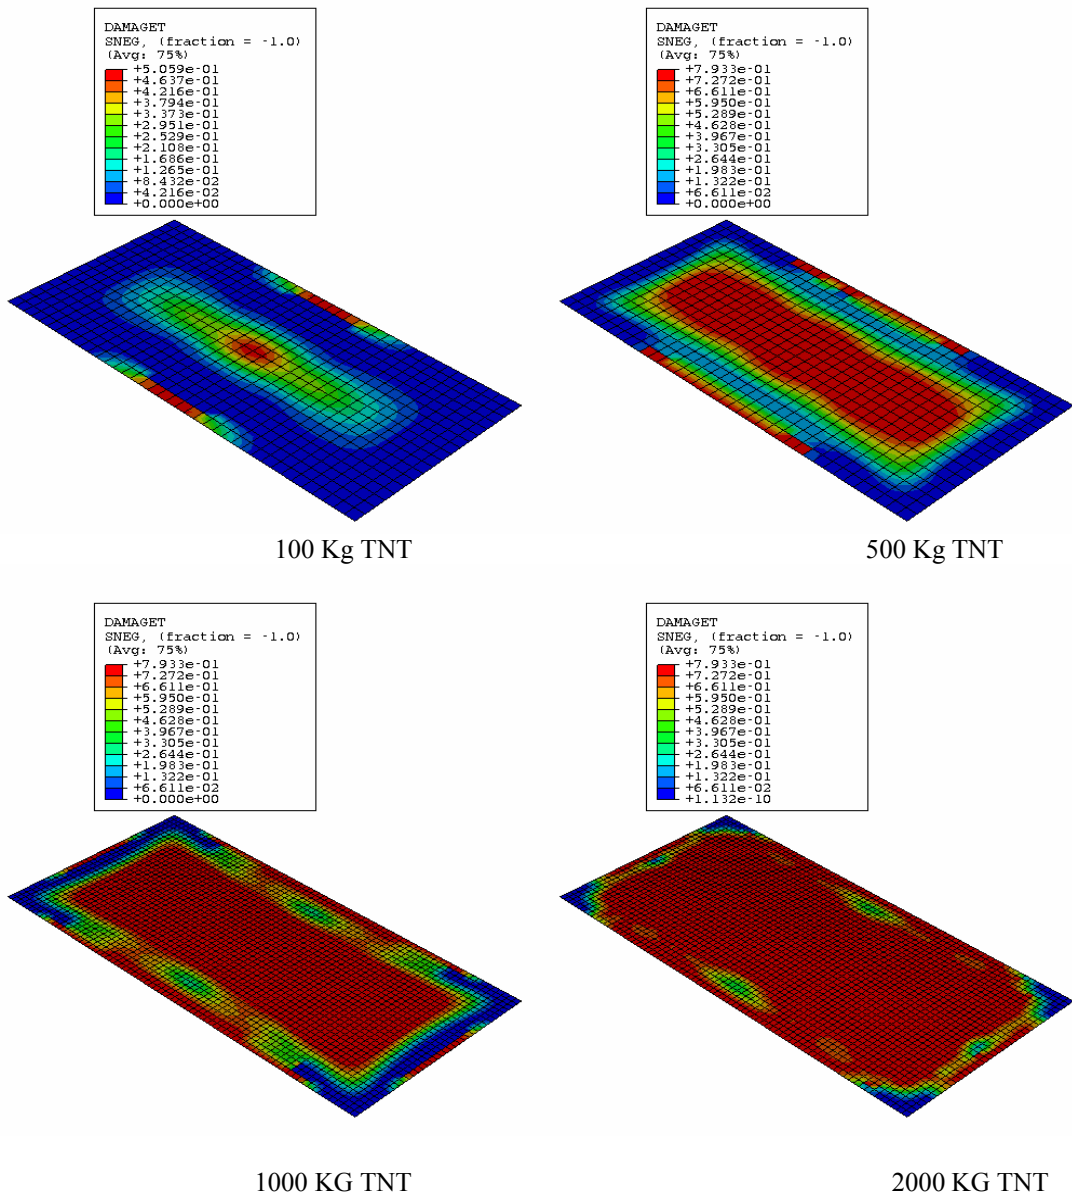 DAMAGET
SNEG, (fraction = -1.0)
(Avg: 75%)
+5.059e-01
+4.637e-01
+4.216e-01
+3.794e-01
+3.373e-01
+2.951e-01
+2.529e-01
+2.108e-01
+1.686e-01
+1.265e-01
+8.432e-02
+4.216e-02
+0.000e+00
100 Kg TNT
DAMAGET
SNEG, (fraction = -1.0)
(Avg: 75%)
+7.933e-01
+7.272e-01
+6.611e-01
+5.950e-01
+5.289e-01
+4.628e-01
+3.967e-01
+3.305e-01
+2.644e-01
+1.983e-01
+1.322e-01
+6.611e-02
+0.000e+00
500 Kg TNT
DAMAGET
SNEG, (fraction = -1.0)
(Avg: 75%)
+7.933e-01
+7.272e-01
+6.611e-01
+5.950e-01
+5.289e-01
+4.628e-01
+3.967e-01
+3.305e-01
+2.644e-01
+1.983e-01
+1.322e-01
+6.611e-02
+0.000e+00
1000 KG TNT
DAMAGET
SNEG, (fraction = -1.0)
(Avg: 75%)
+7.933e-01
+7.272e-01
+6.611e-01
+5.950e-01
+5.289e-01
+4.628e-01
+3.967e-01
+3.305e-01
+2.644e-01
+1.983e-01
+1.322e-01
+6.611e-02
+1.132e-10
2000 KG TNT